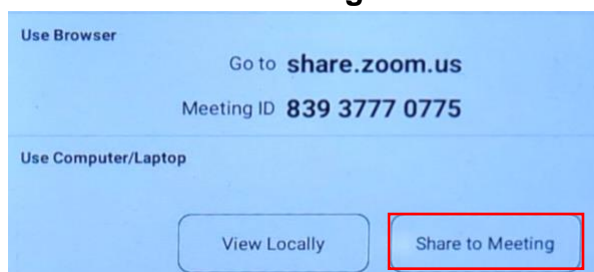 Use Browser
Go to share.zoom.us
Meeting ID 839 3777 0775
Use Computer/Laptop
View Locally Share to Meeting